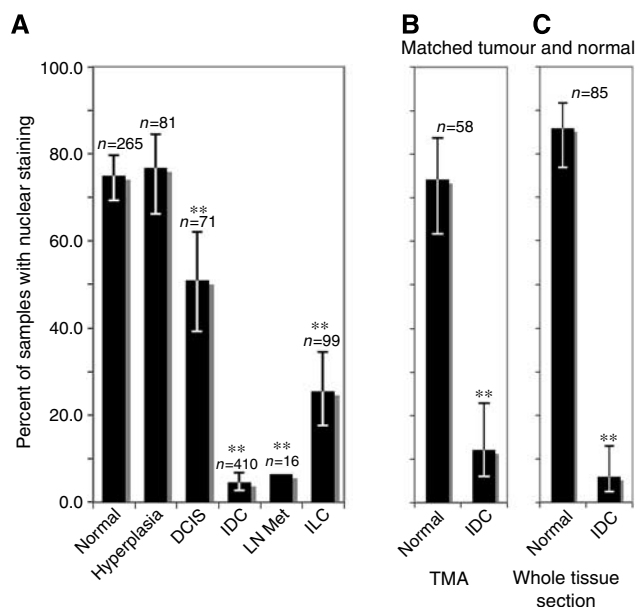 A
B
C
Matched tumour and normal
Percent of samples with nuclear staining
100.0
80.0
60.0
40.0
20.0
0.0
n=265
n=81
**
n=71
**
n=410
**
n=16
**
n=99
Normal
Hyperplasia
DCIS
IDC
LN Met
ILC
n=58
**
Normal
IDC
TMA
n=85
**
Normal
IDC
Whole tissue
section